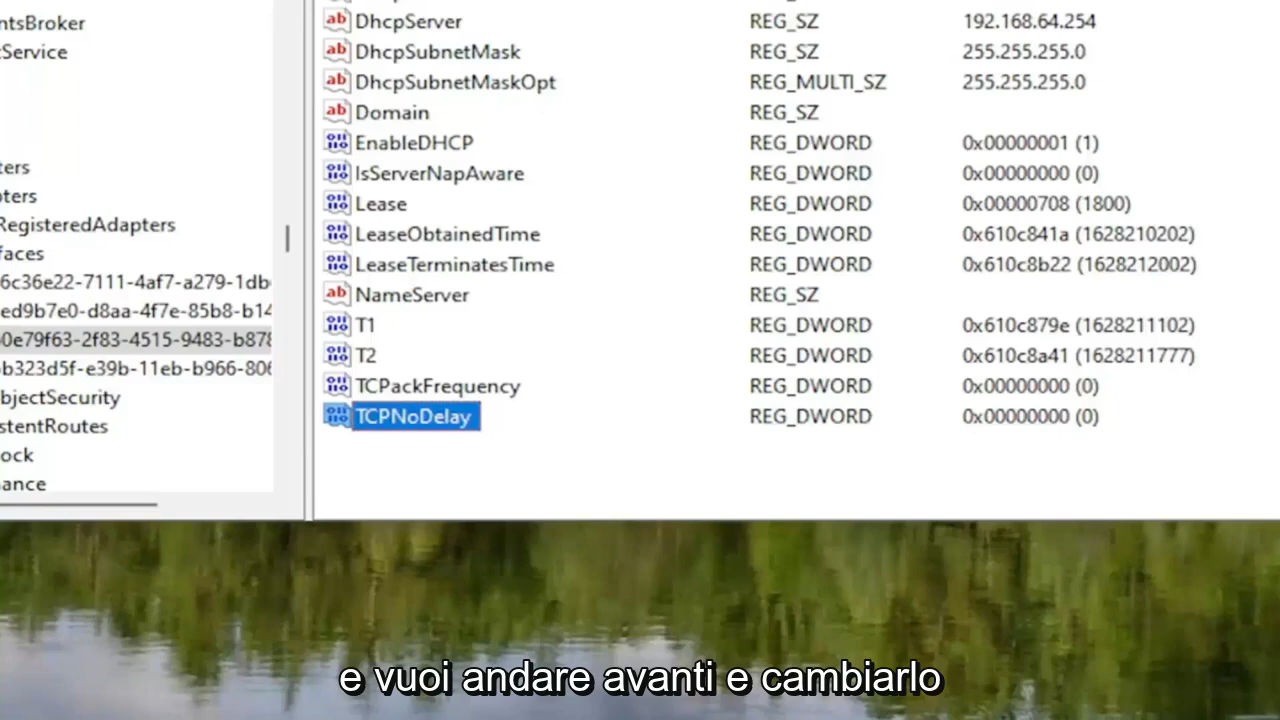 ntsBroker
Service
ters
oters
RegisteredAdapters
faces
6c36e22-7111-4af7-a279-1db
ed9b7e0-d8aa-4f7e-85b8-b14
0e79f63-2f83-4515-9483-b878
b323d5f-e39b-11eb-b966-806
bjectSecurity
stentRoutes
ock
ance
DhcpServer REG_SZ 192.168.64.254
DhcpSubnetMask REG_SZ 255.255.255.0
DhcpSubnetMaskOpt REG_MULTI_SZ 255.255.255.0
Domain REG_SZ
EnableDHCP REG_DWORD 0x00000001 (1)
IsServerNapAware REG_DWORD 0x00000000 (0)
Lease REG_DWORD 0x00000708 (1800)
LeaseObtainedTime REG_DWORD 0x610c841a (1628210202)
LeaseTerminatesTime REG_DWORD 0x610c8b22 (1628212002)
NameServer REG_SZ
T1 REG_DWORD 0x610c879e (1628211102)
T2 REG_DWORD 0x610c8a41 (1628211777)
TCPackFrequency REG_DWORD 0x00000000 (0)
TCPNoDelay REG_DWORD 0x00000000 (0)
e vuoi andare avanti e cambiarlo